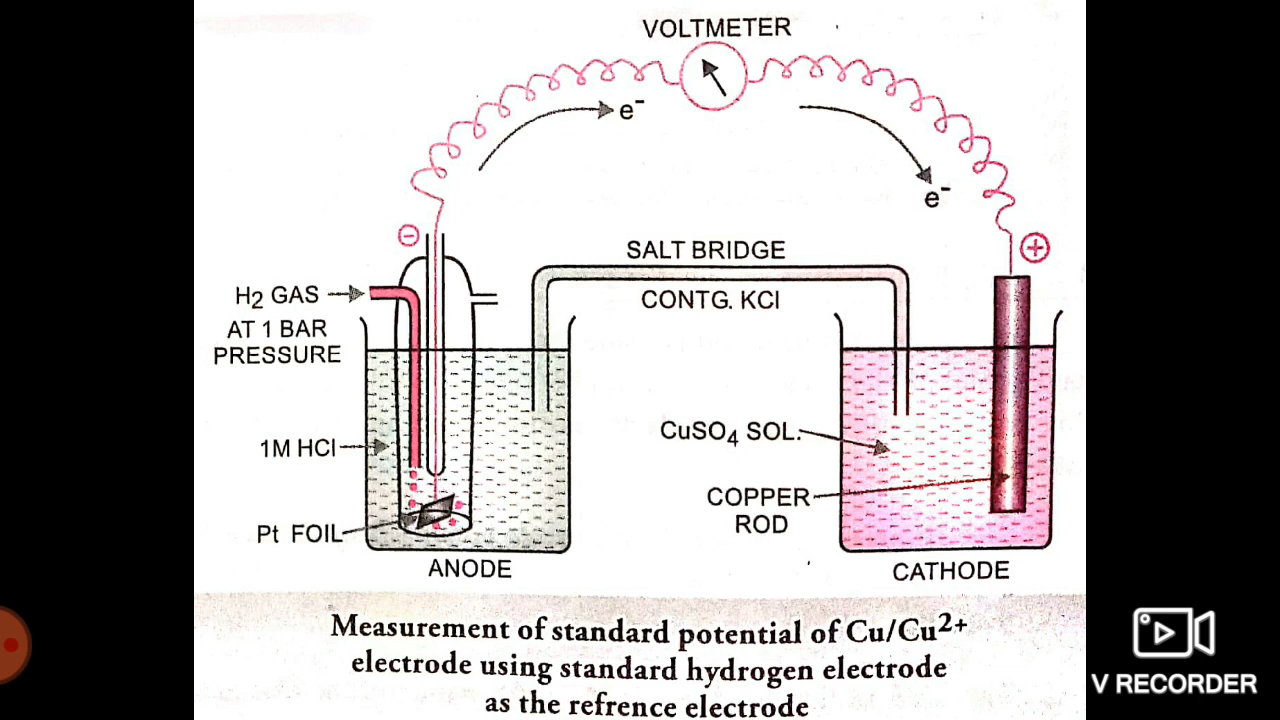 VOLTMETER
e⁻
e⁻
⊖
⊕
SALT BRIDGE
CONTG. KCl
H₂ GAS
AT 1 BAR
PRESSURE
1M HCl
CuSO₄ SOL.
COPPER
ROD
Pt FOIL
ANODE
CATHODE
Measurement of standard potential of Cu/Cu²⁺
electrode using standard hydrogen electrode
as the refrence electrode
V RECORDER